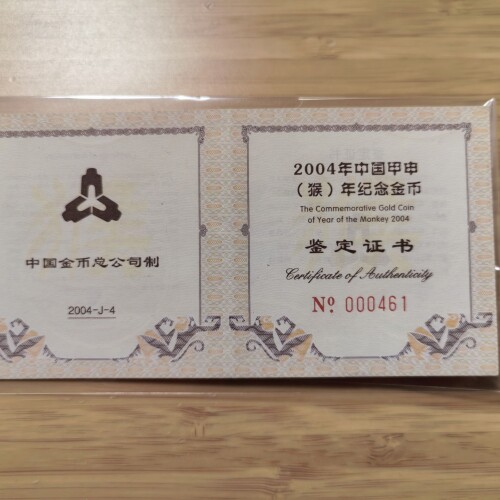 中国金币总公司制
2004-J-4
2004年中国甲申
（猴）年纪念金币
The Commemorative Gold Coin
of Year of the Monkey 2004
鉴定证书
Certificate of Authenticity
Nº 000461